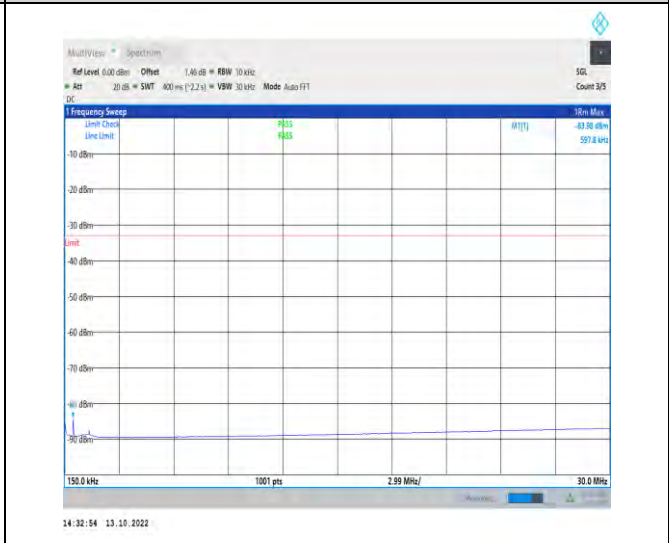 MultiView Spectrum
Ref Level 0.00 dBm Offset 1.46 dB RBW 10 kHz SGL
Att 20 dB SWT 400 ms (~2.2 s) VBW 30 kHz Mode Auto FFT Count 3/5
DC
1 Frequency Sweep 1Rm Max
Limit Check PASS M1[1] -83.98 dBm
Line Limit PASS 597.8 kHz
-10 dBm
-20 dBm
-30 dBm
Limit
-40 dBm
-50 dBm
-60 dBm
-70 dBm
-80 dBm
-90 dBm
150.0 kHz 1001 pts 2.99 MHz/ 30.0 MHz
14:32:54 13.10.2022